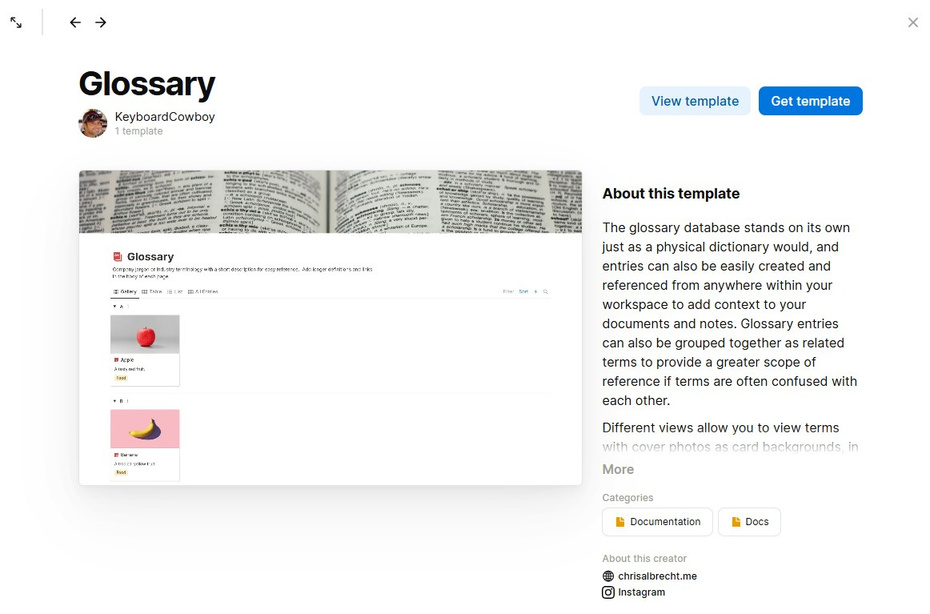 Glossary
KeyboardCowboy
1 template
View template
Get template
Glossary
Company jargon or industry terminology with a short description for easy reference. Add longer definitions and links
in the body of each page.
Gallery Table List All Entries
Filter Sort
A 1
Apple
Food
B 1
Banana
Food
About this template
The glossary database stands on its own
just as a physical dictionary would, and
entries can also be easily created and
referenced from anywhere within your
workspace to add context to your
documents and notes. Glossary entries
can also be grouped together as related
terms to provide a greater scope of
reference if terms are often confused with
each other.
Different views allow you to view terms
with cover photos as card backgrounds, in
More
Categories
Documentation
Docs
About this creator
chrisalbrecht.me
Instagram